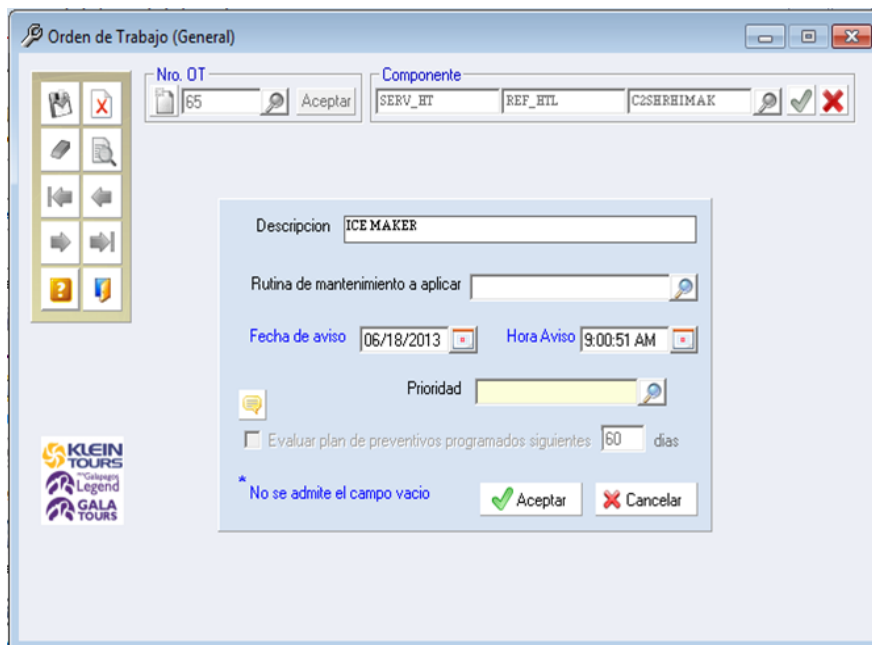 Orden de Trabajo (General)
Nro. OT
65
Aceptar
Componente
SERV_HT REF_HTL C2SHRHIMAK
Descripcion ICE MAKER
Rutina de mantenimiento a aplicar
Fecha de aviso 06/18/2013 Hora Aviso 9:00:51 AM
Prioridad
Evaluar plan de preventivos programados siguientes 60 dias
* No se admite el campo vacio
Aceptar Cancelar
KLEIN
TOURS
Galapagos
Legend
GALA
TOURS